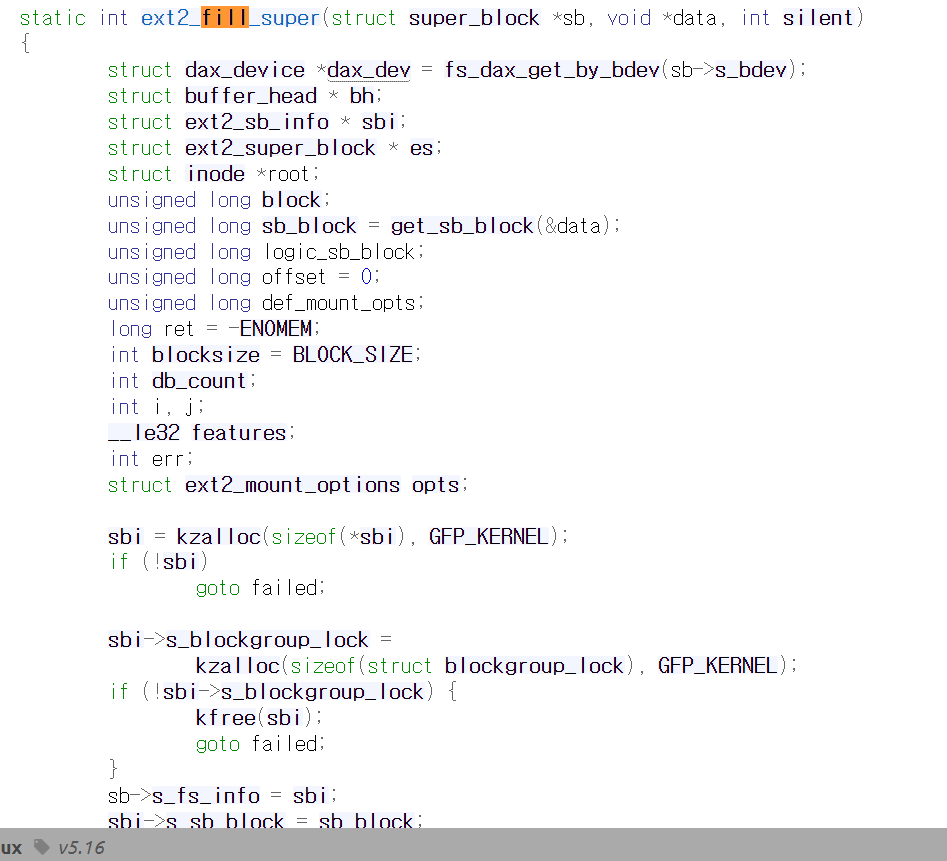 static int ext2_fill_super(struct super_block *sb, void *data, int silent)
{
struct dax_device *dax_dev = fs_dax_get_by_bdev(sb->s_bdev);
struct buffer_head * bh;
struct ext2_sb_info * sbi;
struct ext2_super_block * es;
struct inode *root;
unsigned long block;
unsigned long sb_block = get_sb_block(&data);
unsigned long logic_sb_block;
unsigned long offset = 0;
unsigned long def_mount_opts;
long ret = -ENOMEM;
int blocksize = BLOCK_SIZE;
int db_count;
int i, j;
__le32 features;
int err;
struct ext2_mount_options opts;
sbi = kzalloc(sizeof(*sbi), GFP_KERNEL);
if (!sbi)
goto failed;
sbi->s_blockgroup_lock =
kzalloc(sizeof(struct blockgroup_lock), GFP_KERNEL);
if (!sbi->s_blockgroup_lock) {
kfree(sbi);
goto failed;
}
sb->s_fs_info = sbi;
sbi->s_sb_block = sb_block;
ux v5.16